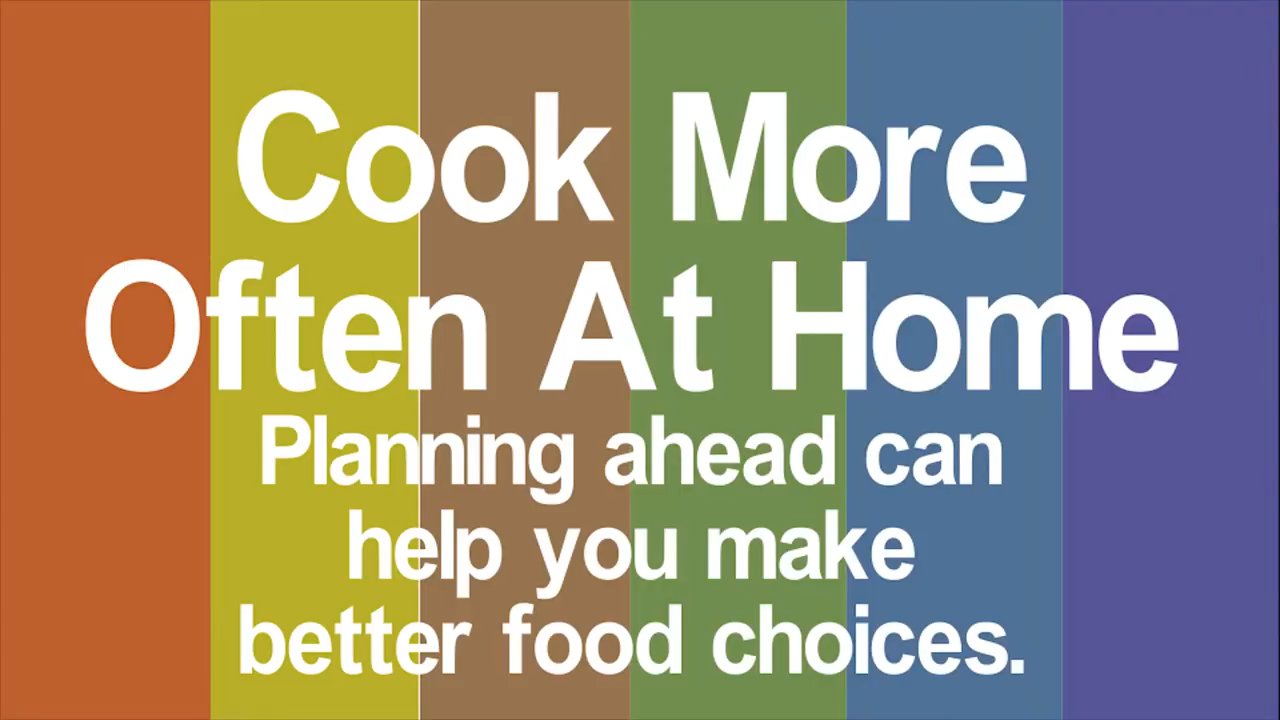 Cook More
Often At Home
Planning ahead can
help you make
better food choices.